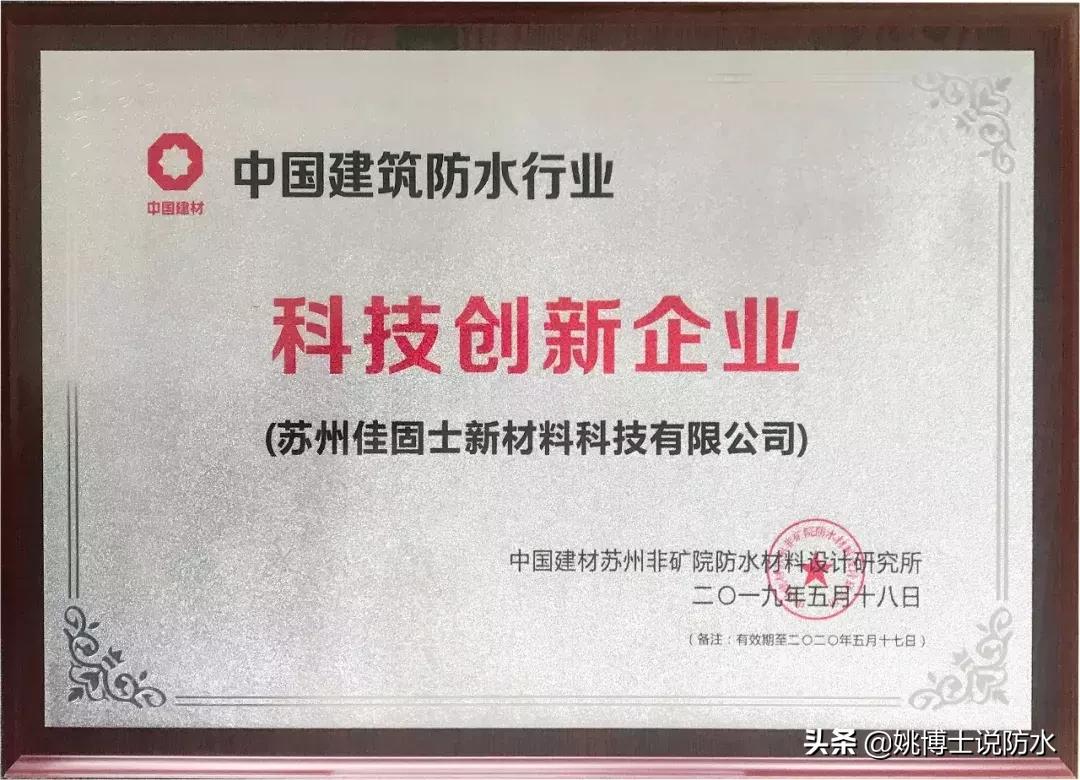 中国建材
中国建筑防水行业
科技创新企业
(苏州佳固士新材料科技有限公司)
中国建材苏州非矿院防水材料设计研究所
二〇一九年五月十八日
(备注：有效期至二〇二〇年五月十七日)
头条 @姚博士说防水